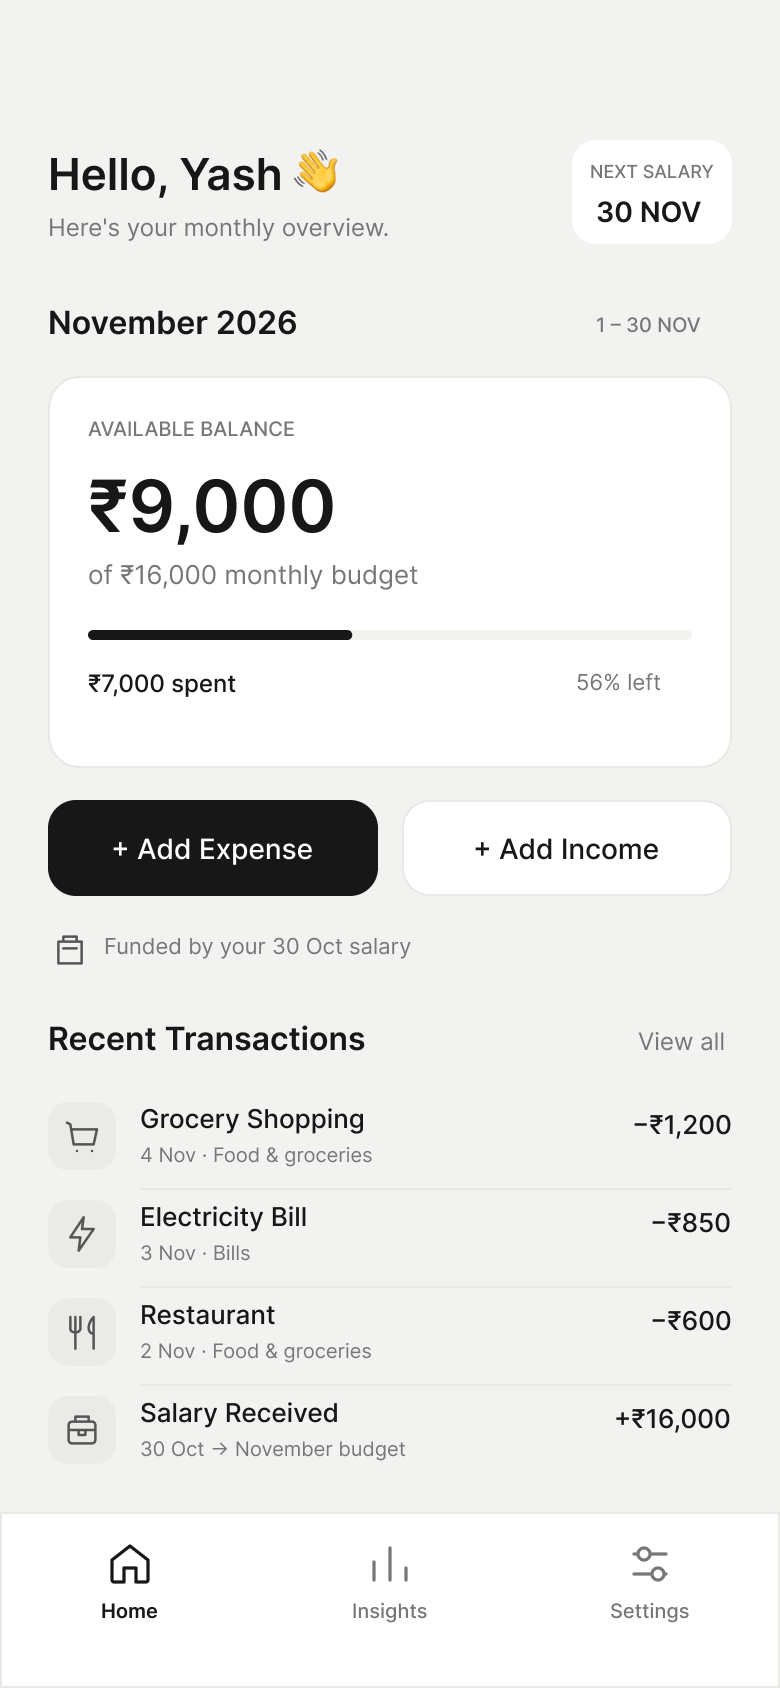 Hello, Yash 👋
Here's your monthly overview.
NEXT SALARY
30 NOV
November 2026
1 – 30 NOV
AVAILABLE BALANCE
₹9,000
of ₹16,000 monthly budget
₹7,000 spent
56% left
+ Add Expense
+ Add Income
Funded by your 30 Oct salary
Recent Transactions
View all
Grocery Shopping
−₹1,200
4 Nov · Food & groceries
Electricity Bill
−₹850
3 Nov · Bills
Restaurant
−₹600
2 Nov · Food & groceries
Salary Received
+₹16,000
30 Oct → November budget
Home
Insights
Settings